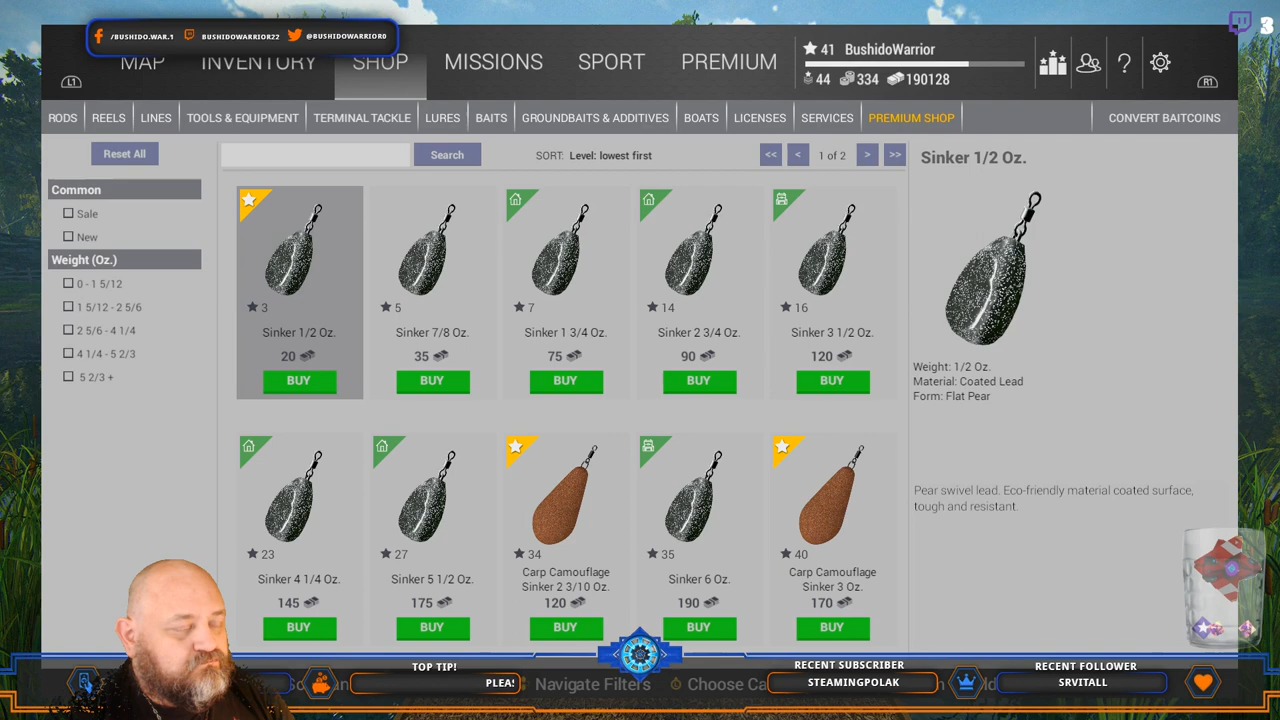 /BUSHIDO.WAR.1 BUSHIDOWARRIOR22 @BUSHIDOWARRIOR0
3
MAP INVENTORY SHOP MISSIONS SPORT PREMIUM
41 BushidoWarrior
44 334 190128
L1
R1
RODS REELS LINES TOOLS & EQUIPMENT TERMINAL TACKLE LURES BAITS GROUNDBAITS & ADDITIVES BOATS LICENSES SERVICES PREMIUM SHOP CONVERT BAITCOINS
Reset All
Search
SORT: Level: lowest first
<< < 1 of 2 > >>
Common
Sale
New
Weight (Oz.)
0 - 1 5/12
1 5/12 - 2 5/6
2 5/6 - 4 1/4
4 1/4 - 5 2/3
5 2/3 +
3 5 7 14 16
Sinker 1/2 Oz. Sinker 7/8 Oz. Sinker 1 3/4 Oz. Sinker 2 3/4 Oz. Sinker 3 1/2 Oz.
20 35 75 90 120
BUY BUY BUY BUY BUY
23 27 34 35 40
Sinker 4 1/4 Oz. Sinker 5 1/2 Oz. Carp Camouflage Sinker 2 3/10 Oz. Sinker 6 Oz. Carp Camouflage Sinker 3 Oz.
145 175 120 190 170
BUY BUY BUY BUY BUY
Sinker 1/2 Oz.
Weight: 1/2 Oz.
Material: Coated Lead
Form: Flat Pear
Pear swivel lead. Eco-friendly material coated surface,
tough and resistant.
TOP TIP!
PLEA
RECENT SUBSCRIBER
STEAMINGPOLAK
RECENT FOLLOWER
SRVITALL
Navigate Filters
Choose Ca